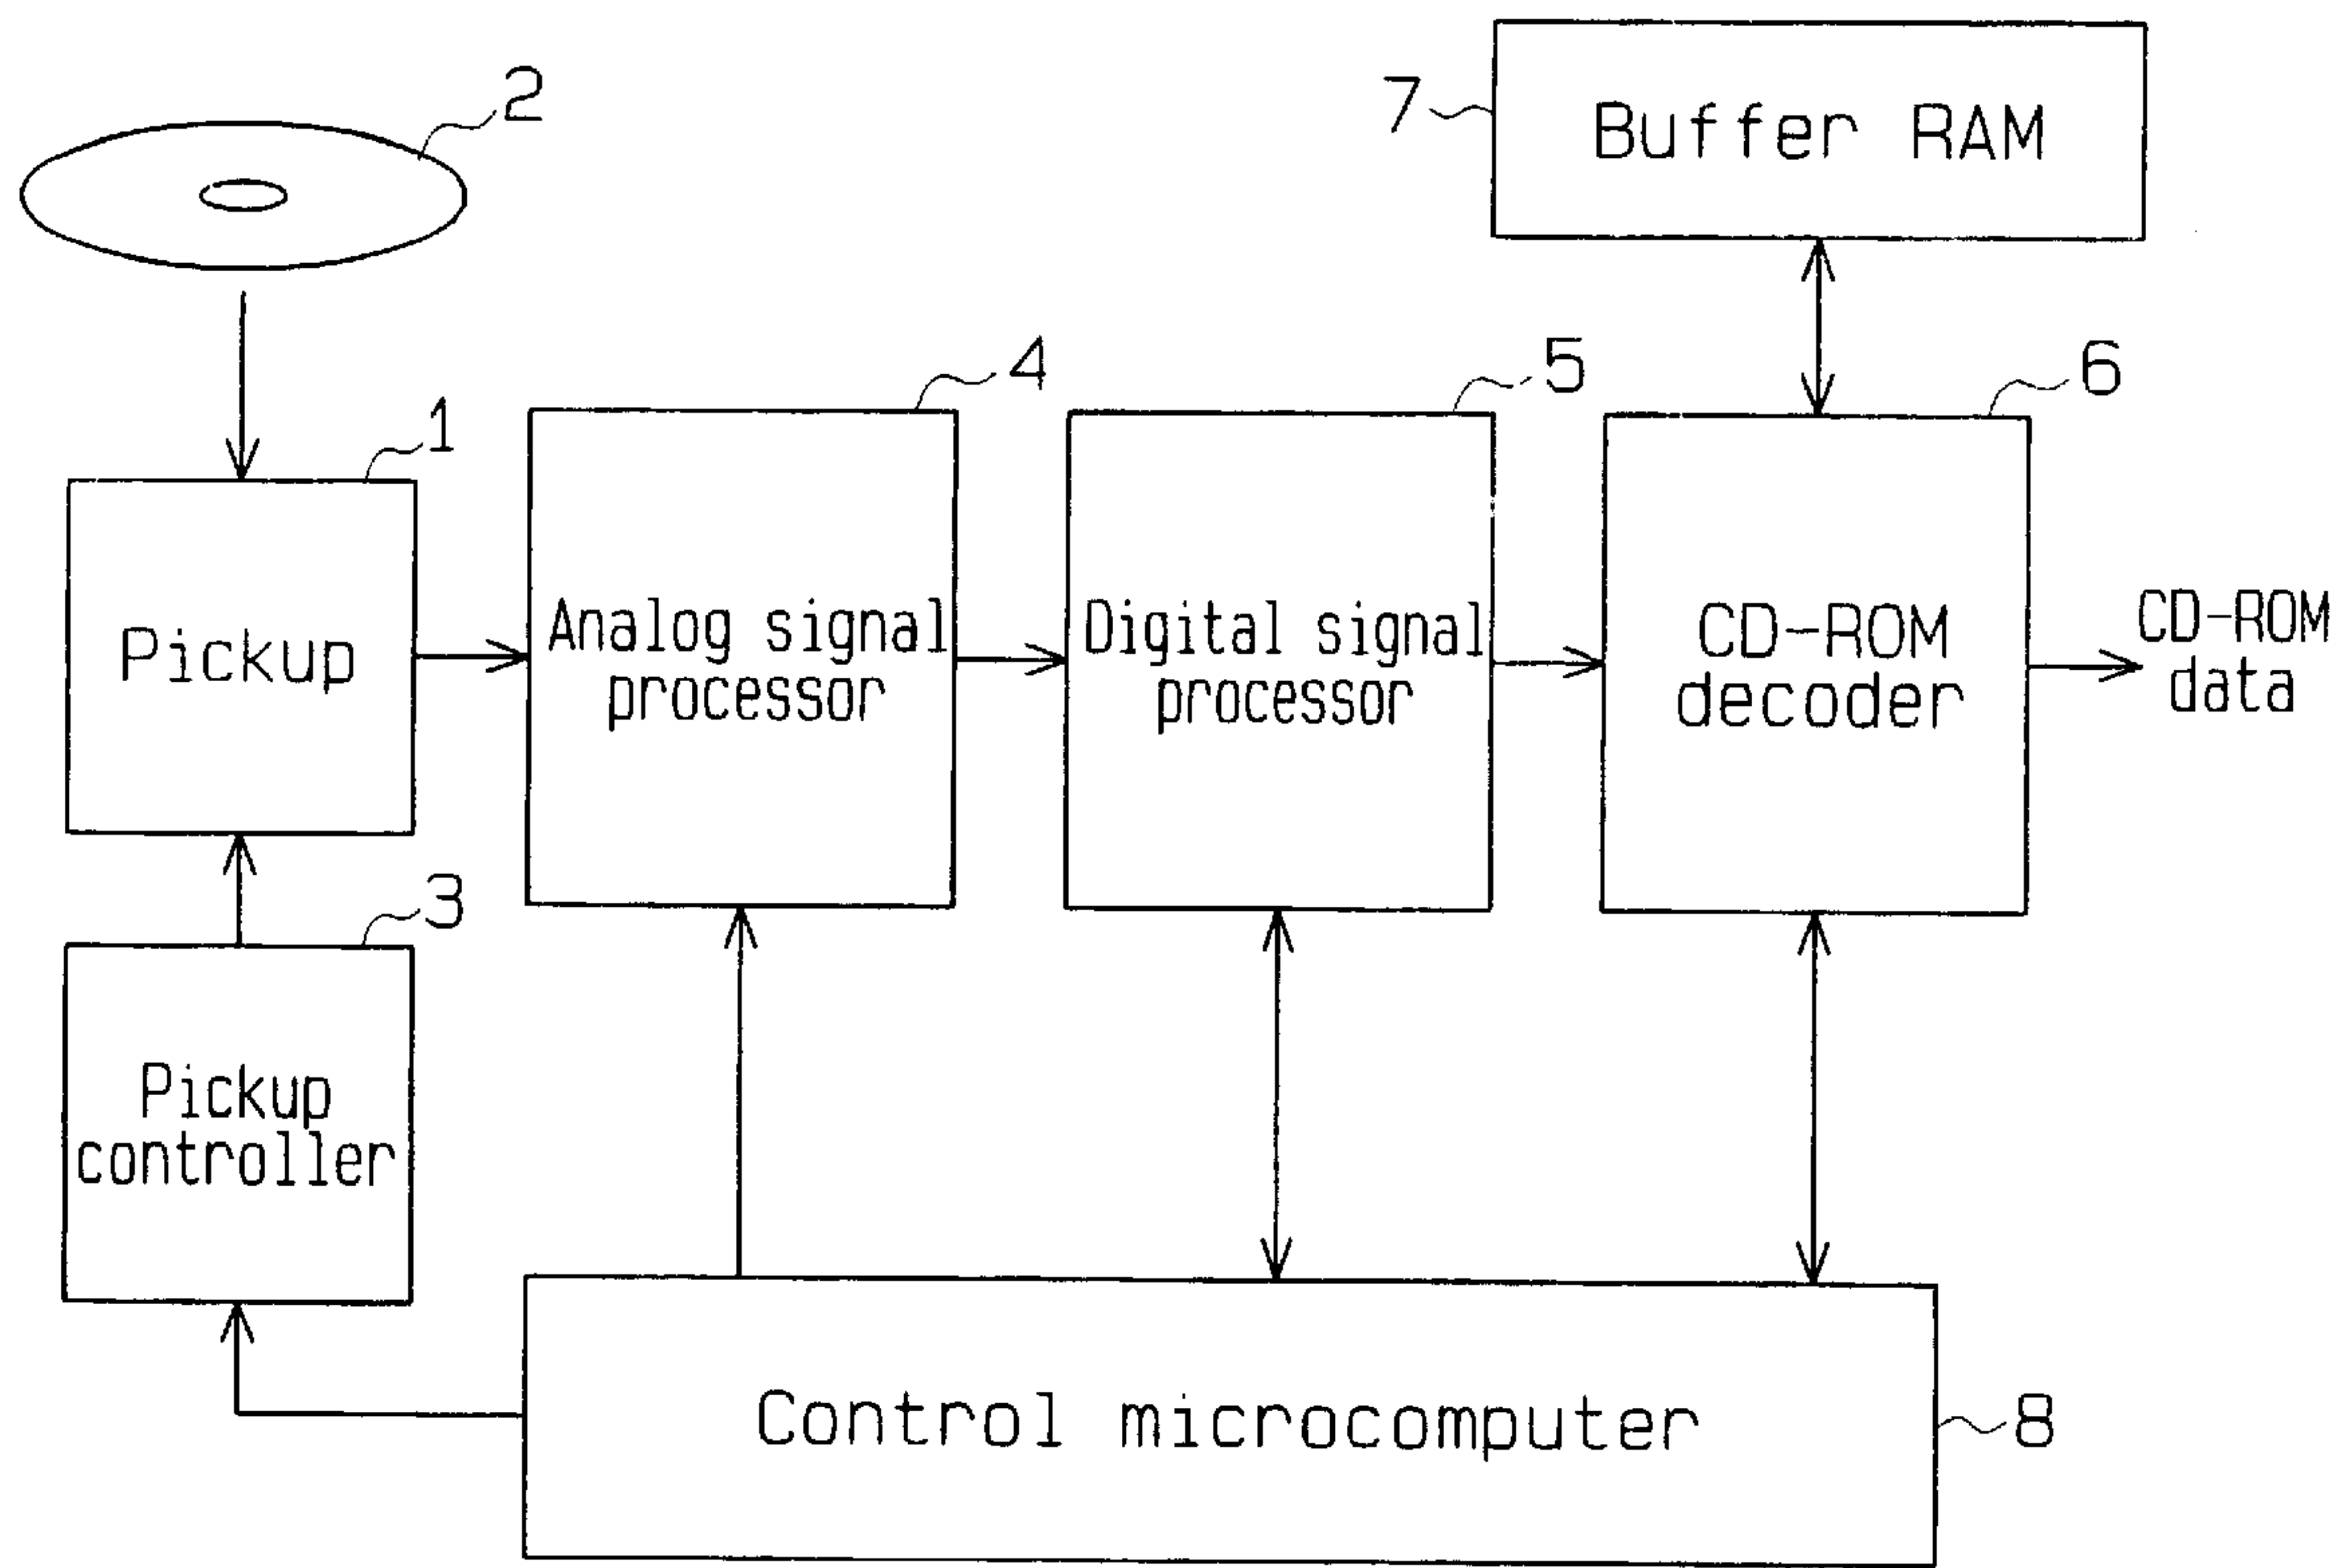 2
7
Buffer RAM
1
4
5
6
Pickup
Analog signal
processor
Digital signal
processor
CD-ROM
decoder
CD-ROM
data
3
Pickup
controller
Control microcomputer
8